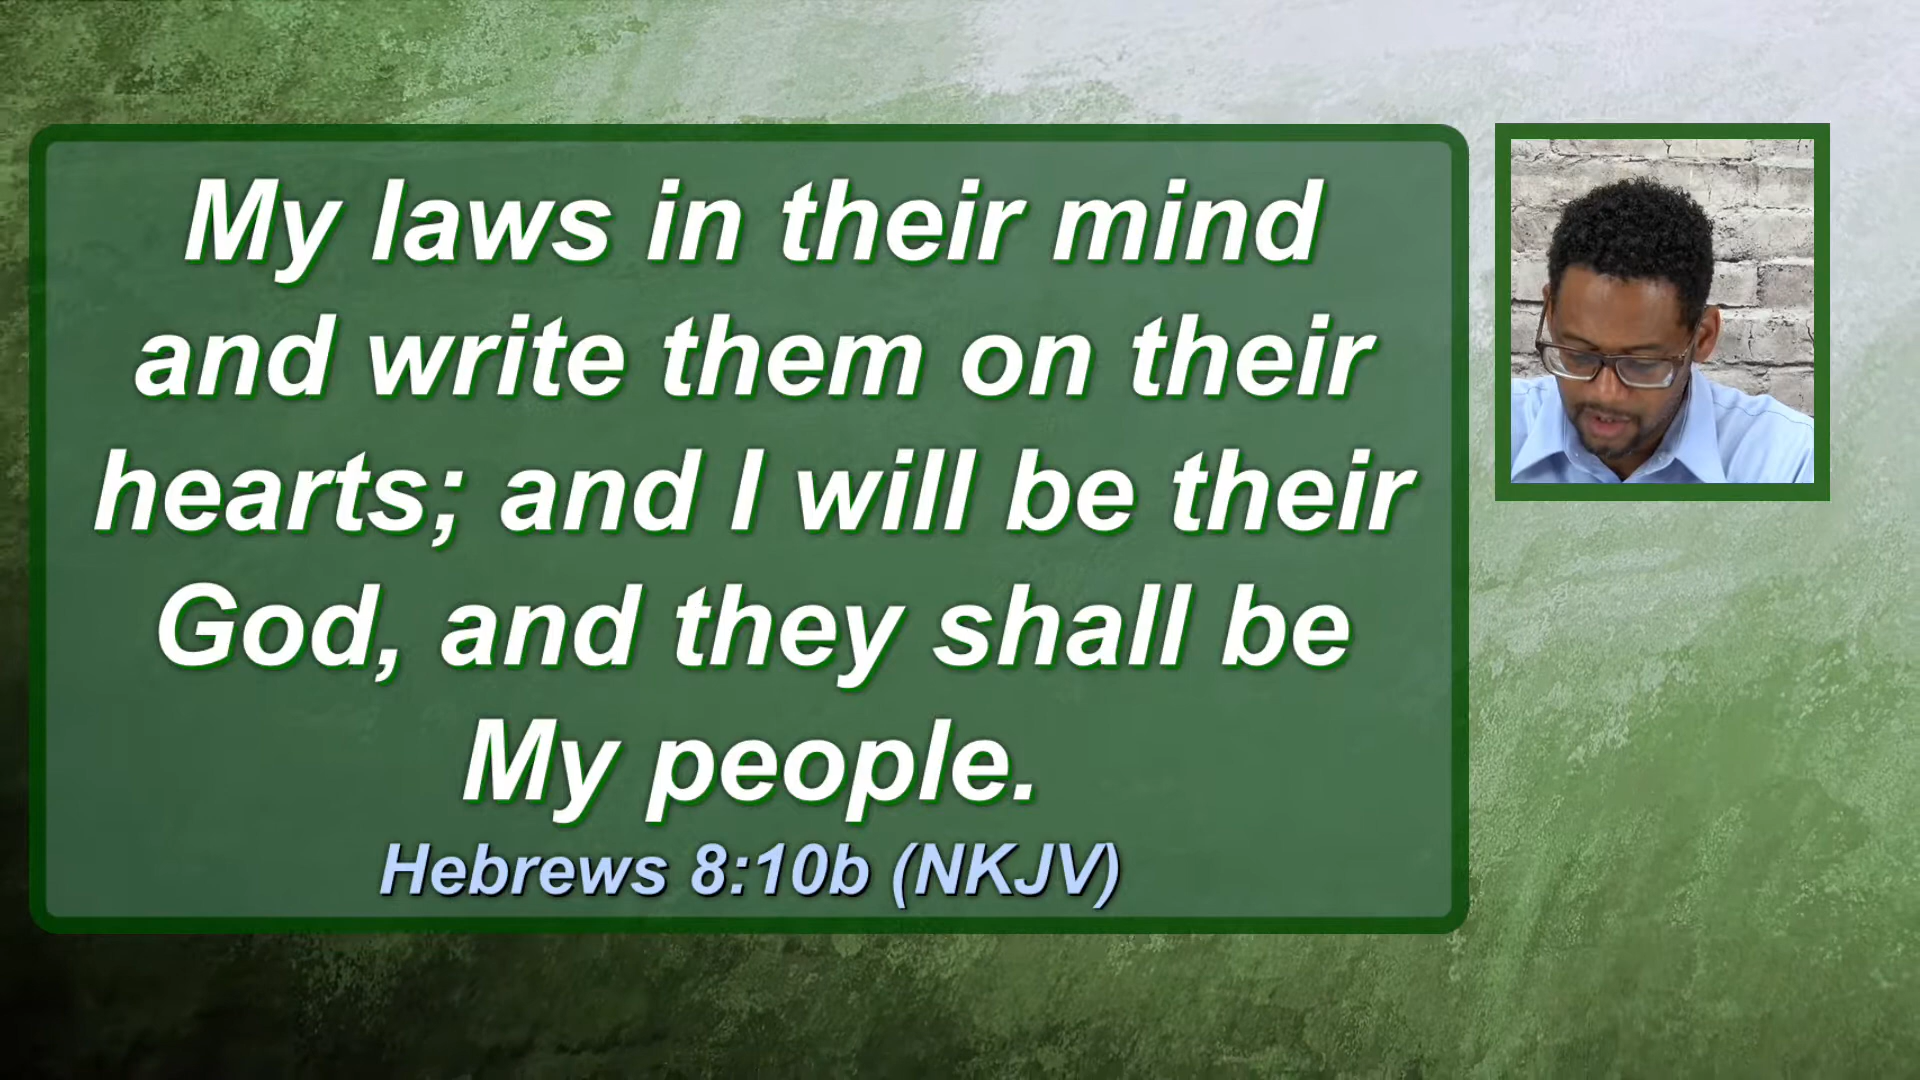 My laws in their mind
and write them on their
hearts; and I will be their
God, and they shall be
My people.
Hebrews 8:10b (NKJV)